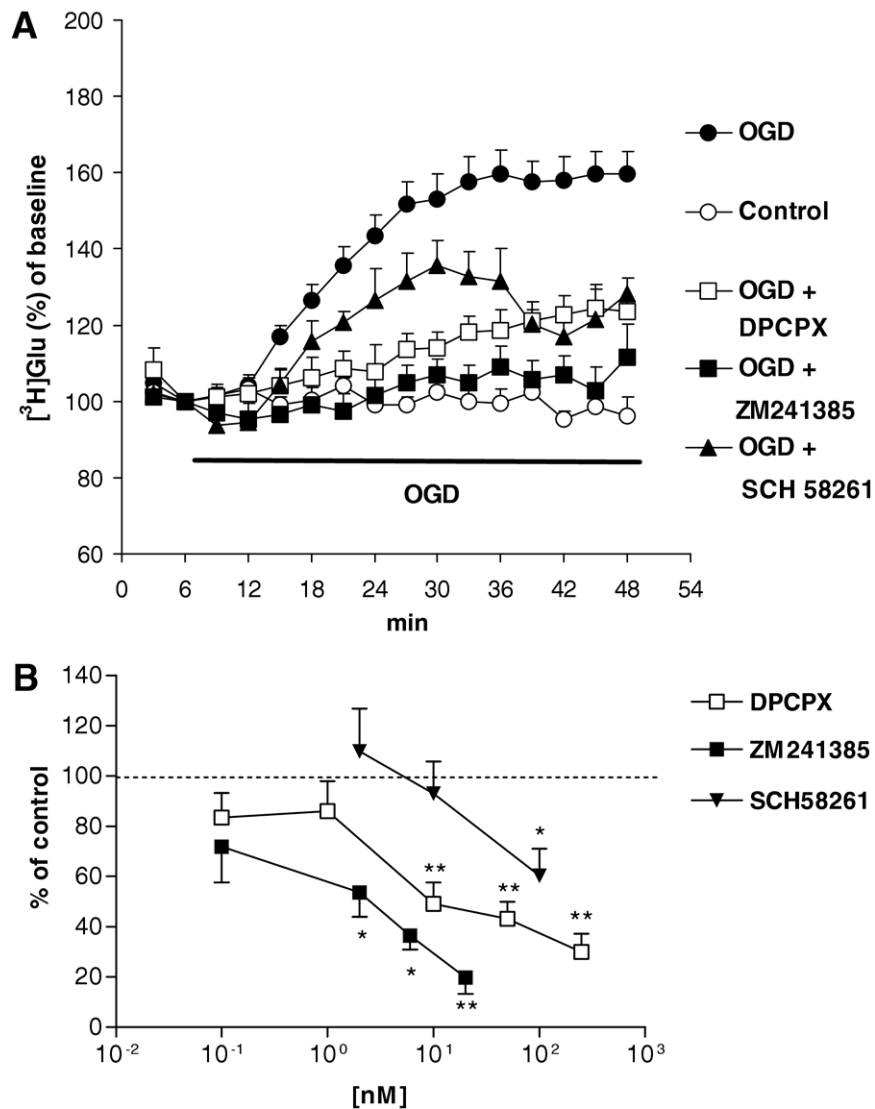 A
200
180
160
140
120
100
80
60
[³H]Glu (%) of baseline
0 6 12 18 24 30 36 42 48 54
min
OGD
OGD
Control
OGD +
DPCPX
OGD +
ZM241385
OGD +
SCH 58261
B
140
120
100
80
60
40
20
0
% of control
10⁻² 10⁻¹ 10⁰ 10¹ 10² 10³
[nM]
*
*
**
**
**
**
*
DPCPX
ZM241385
SCH58261